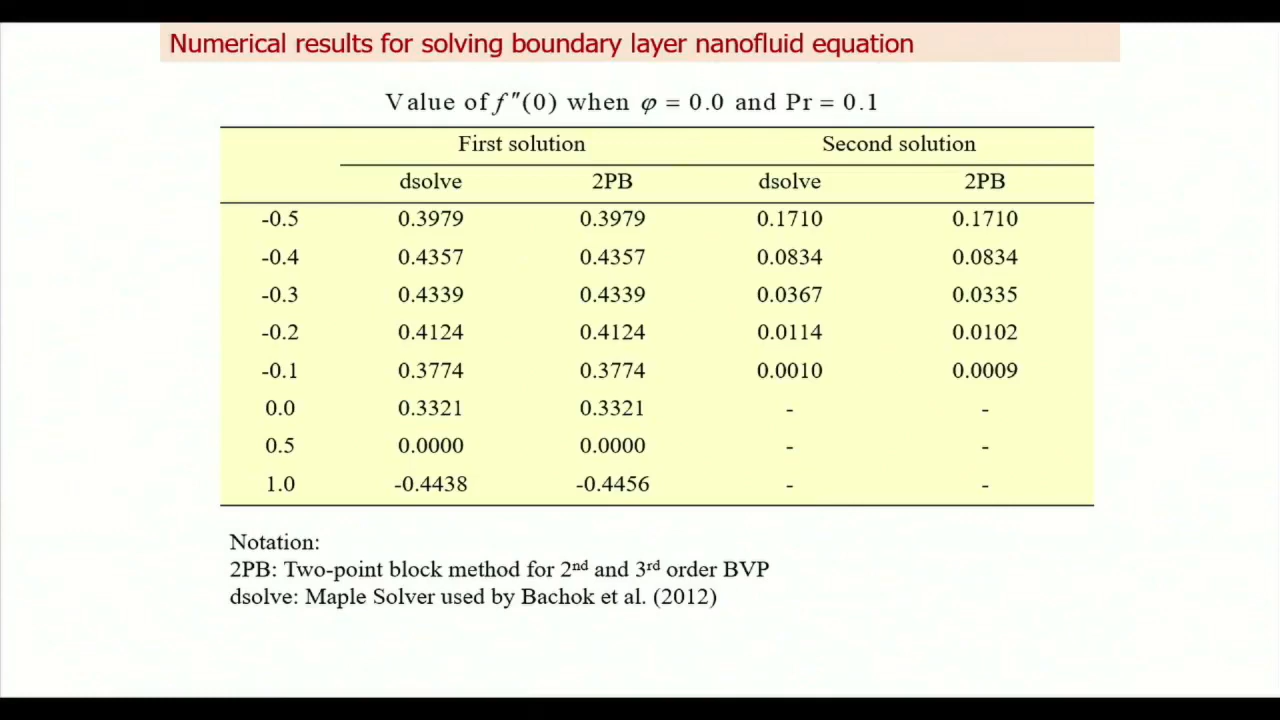 Numerical results for solving boundary layer nanofluid equation
Value of f″(0) when φ = 0.0 and Pr = 0.1
First solution Second solution
dsolve 2PB dsolve 2PB
-0.5 0.3979 0.3979 0.1710 0.1710
-0.4 0.4357 0.4357 0.0834 0.0834
-0.3 0.4339 0.4339 0.0367 0.0335
-0.2 0.4124 0.4124 0.0114 0.0102
-0.1 0.3774 0.3774 0.0010 0.0009
0.0 0.3321 0.3321 - -
0.5 0.0000 0.0000 - -
1.0 -0.4438 -0.4456 - -
Notation:
2PB: Two-point block method for 2nd and 3rd order BVP
dsolve: Maple Solver used by Bachok et al. (2012)